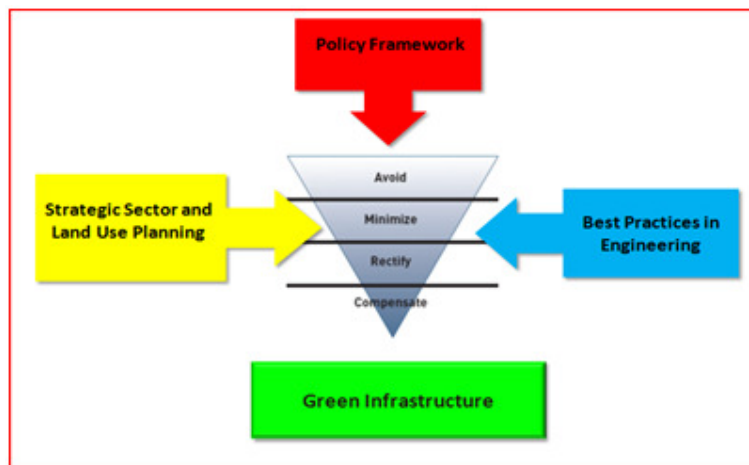 Policy Framework
Avoid
Strategic Sector and
Land Use Planning
Minimize
Best Practices in
Engineering
Rectify
Compensate
Green Infrastructure